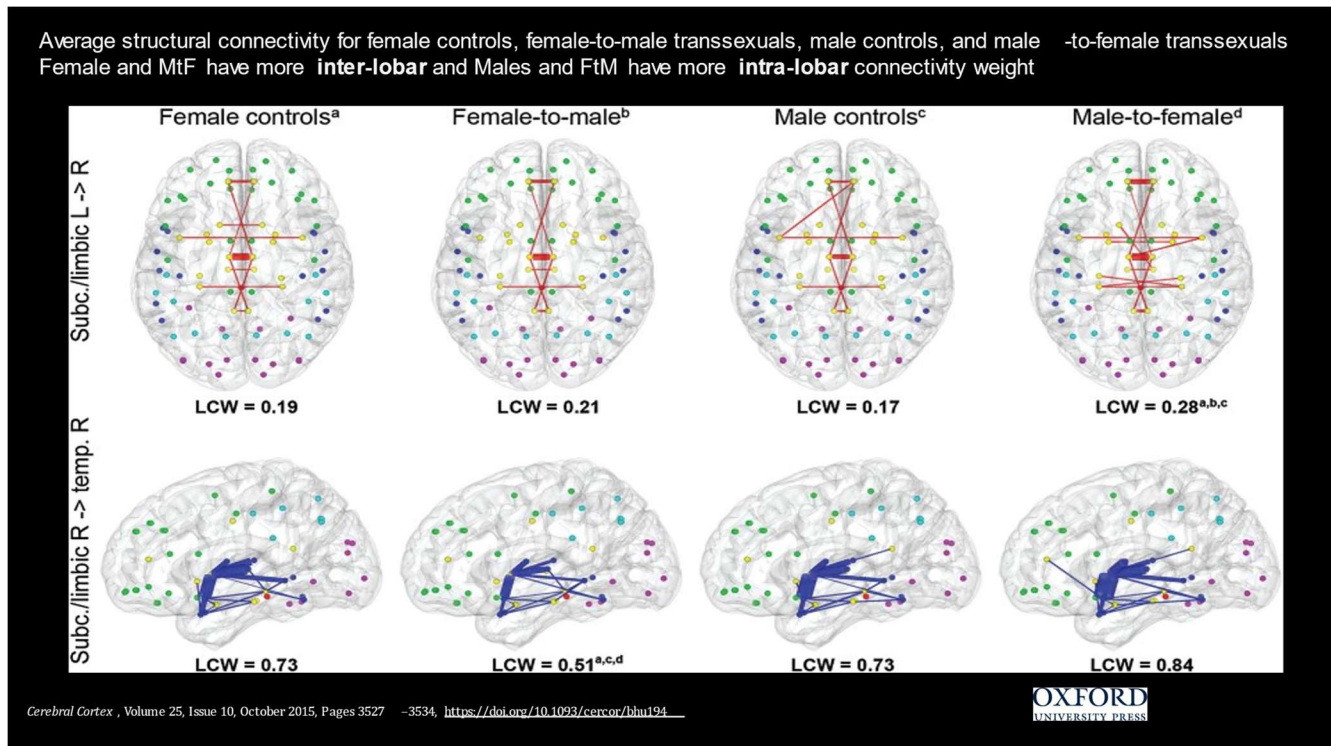 Average structural connectivity for female controls, female-to-male transsexuals, male controls, and male -to-female transsexuals
Female and MtF have more inter-lobar and Males and FtM have more intra-lobar connectivity weight
Female controlsᵃ
Female-to-maleᵇ
Male controlsᶜ
Male-to-femaleᵈ
Subc./limbic L -> R
LCW = 0.19
LCW = 0.21
LCW = 0.17
LCW = 0.28ᵃ,ᵇ,ᶜ
Subc./limbic R -> temp. R
LCW = 0.73
LCW = 0.51ᵃ,ᶜ,ᵈ
LCW = 0.73
LCW = 0.84
Cerebral Cortex , Volume 25, Issue 10, October 2015, Pages 3527 –3534, https://doi.org/10.1093/cercor/bhu194
OXFORD
UNIVERSITY PRESS